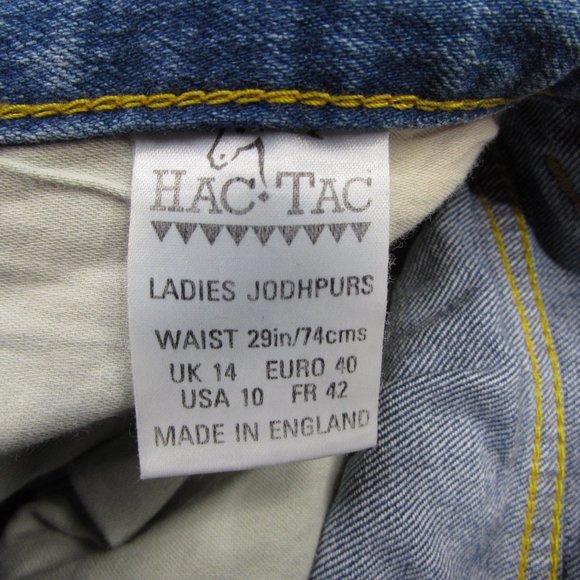 HAC·TAC
LADIES JODHPURS
WAIST 29in/74cms
UK 14 EURO 40
USA 10 FR 42
MADE IN ENGLAND